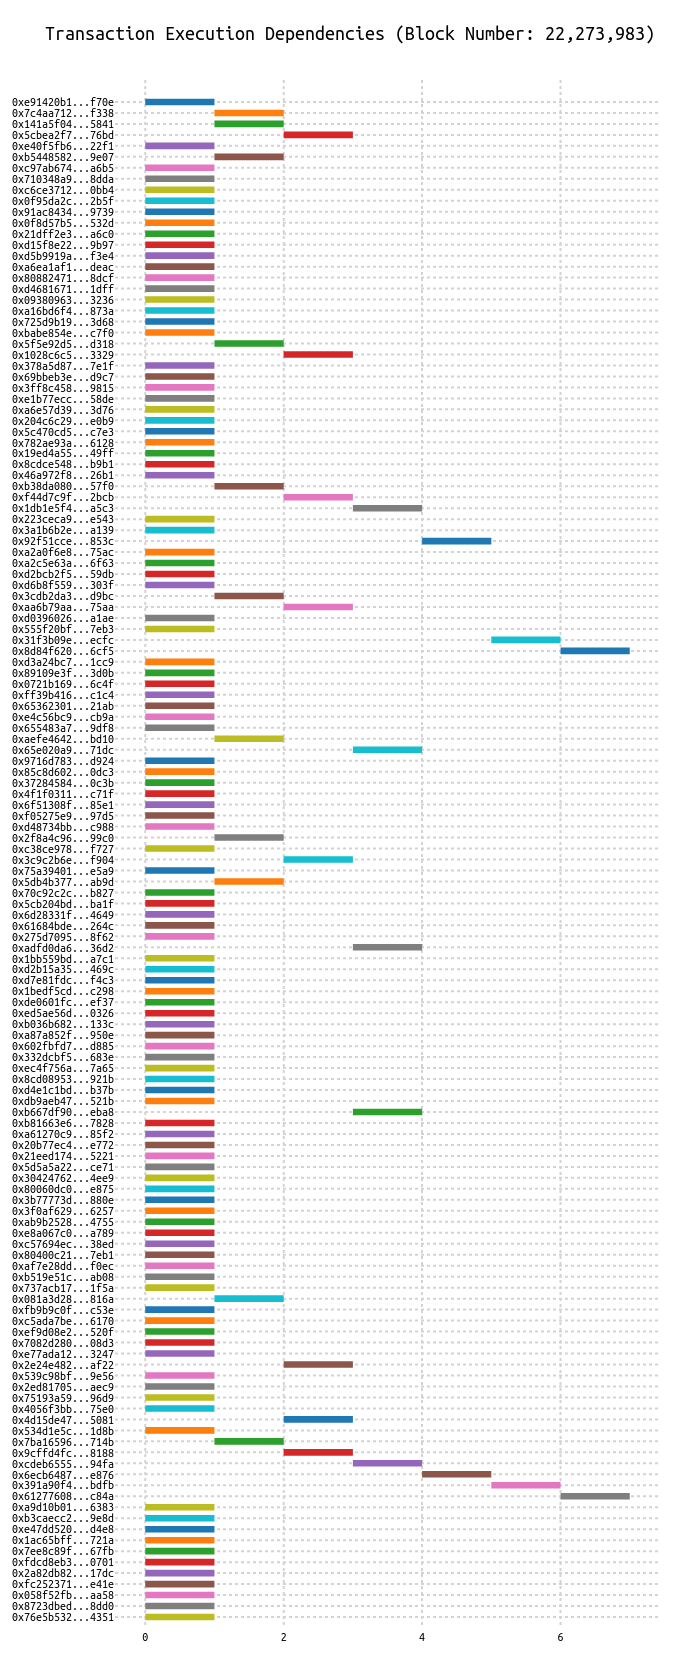 Transaction Execution Dependencies (Block Number: 22,273,983)
0xe91420b1...f70e
0x7c4aa712...f338
0x141a5f04...5841
0x5cbea2f7...76bd
0xe40f5fb6...22f1
0xb5448582...9e07
0xc97ab674...a6b5
0x710348a9...8dda
0xc6ce3712...0bb4
0x0f95da2c...2b5f
0x91ac8434...9739
0x0f8d57b5...532d
0x21dff2e3...a6c0
0xd15f8e22...9b97
0xd5b9919a...f3e4
0xa6ea1af1...deac
0x80882471...8dcf
0xd4681671...1dff
0x09380963...3236
0xa16bd6f4...873a
0x725d9b19...3d68
0xbabe854e...c7f0
0x5f5e92d5...d318
0x1028c6c5...3329
0x378a5d87...7e1f
0x69bbeb3e...d9c7
0x3ff8c458...9815
0xe1b77ecc...58de
0xa6e57d39...3d76
0x204c6c29...e0b9
0x5c470cd5...c7e3
0x782ae93a...6128
0x19ed4a55...49ff
0x8cdce548...b9b1
0x46a972f8...26b1
0xb38da080...57f0
0xf44d7c9f...2bcb
0x1db1e5f4...a5c3
0x223ceca9...e543
0x3a1b6b2e...a139
0x92f51cce...853c
0xa2a0f6e8...75ac
0xa2c5e63a...6f63
0xd2bcb2f5...59db
0xd6b8f559...303f
0x3cdb2da3...d9bc
0xaa6b79aa...75aa
0xd0396026...a1ae
0x555f20bf...7eb3
0x31f3b09e...ecfc
0x8d84f620...6cf5
0xd3a24bc7...1cc9
0x89109e3f...3d0b
0x0721b169...6c4f
0xff39b416...c1c4
0x65362301...21ab
0xe4c56bc9...cb9a
0x655483a7...9df8
0xaefe4642...bd10
0x65e020a9...71dc
0x9716d783...d924
0x85c8d602...0dc3
0x37284584...0c3b
0x4f1f0311...c71f
0x6f51308f...85e1
0xf05275e9...97d5
0xd48734bb...c988
0x2f8a4c96...99c0
0xc38ce978...f727
0x3c9c2b6e...f904
0x75a39401...e5a9
0x5db4b377...ab9d
0x70c92c2c...b827
0x5cb204bd...ba1f
0x6d28331f...4649
0x61684bde...264c
0x275d7095...8f62
0xadfd0da6...36d2
0x1bb559bd...a7c1
0xd2b15a35...469c
0xd7e81fdc...f4c3
0x1bedf5cd...c298
0xde0601fc...ef37
0xed5ae56d...0326
0xb036b682...133c
0xa87a852f...950e
0x602fbfd7...d885
0x332dcbf5...683e
0xec4f756a...7a65
0x8cd08953...921b
0xd4e1c1bd...b37b
0xdb9aeb47...521b
0xb667df90...eba8
0xb81663e6...7828
0xa61270c9...85f2
0x20b77ec4...e772
0x21eed174...5221
0x5d5a5a22...ce71
0x30424762...4ee9
0x80060dc0...e875
0x3b77773d...880e
0x3f0af629...6257
0xab9b2528...4755
0xe8a067c0...a789
0xc57694ec...38ed
0x80400c21...7eb1
0xaf7e28dd...f0ec
0xb519e51c...ab08
0x737acb17...1f5a
0x081a3d28...816a
0xfb9b9c0f...c53e
0xc5ada7be...6170
0xef9d08e2...520f
0x7082d280...08d3
0xe77ada12...3247
0x2e24e482...af22
0x539c98bf...9e56
0x2ed81705...aec9
0x75193a59...96d9
0x4056f3bb...75e0
0x4d15de47...5081
0x534d1e5c...1d8b
0x7ba16596...714b
0x9cffd4fc...8188
0xcdeb6555...94fa
0x6ecb6487...e876
0x391a90f4...bdfb
0x61277608...c84a
0xa9d10b01...6383
0xb3caecc2...9e8d
0xe47dd520...d4e8
0x1ac65bff...721a
0x7ee8c89f...67fb
0xfdcd8eb3...0701
0x2a82db82...17dc
0xfc252371...e41e
0x058f52fb...aa58
0x8723dbed...8dd0
0x76e5b532...4351
0 2 4 6